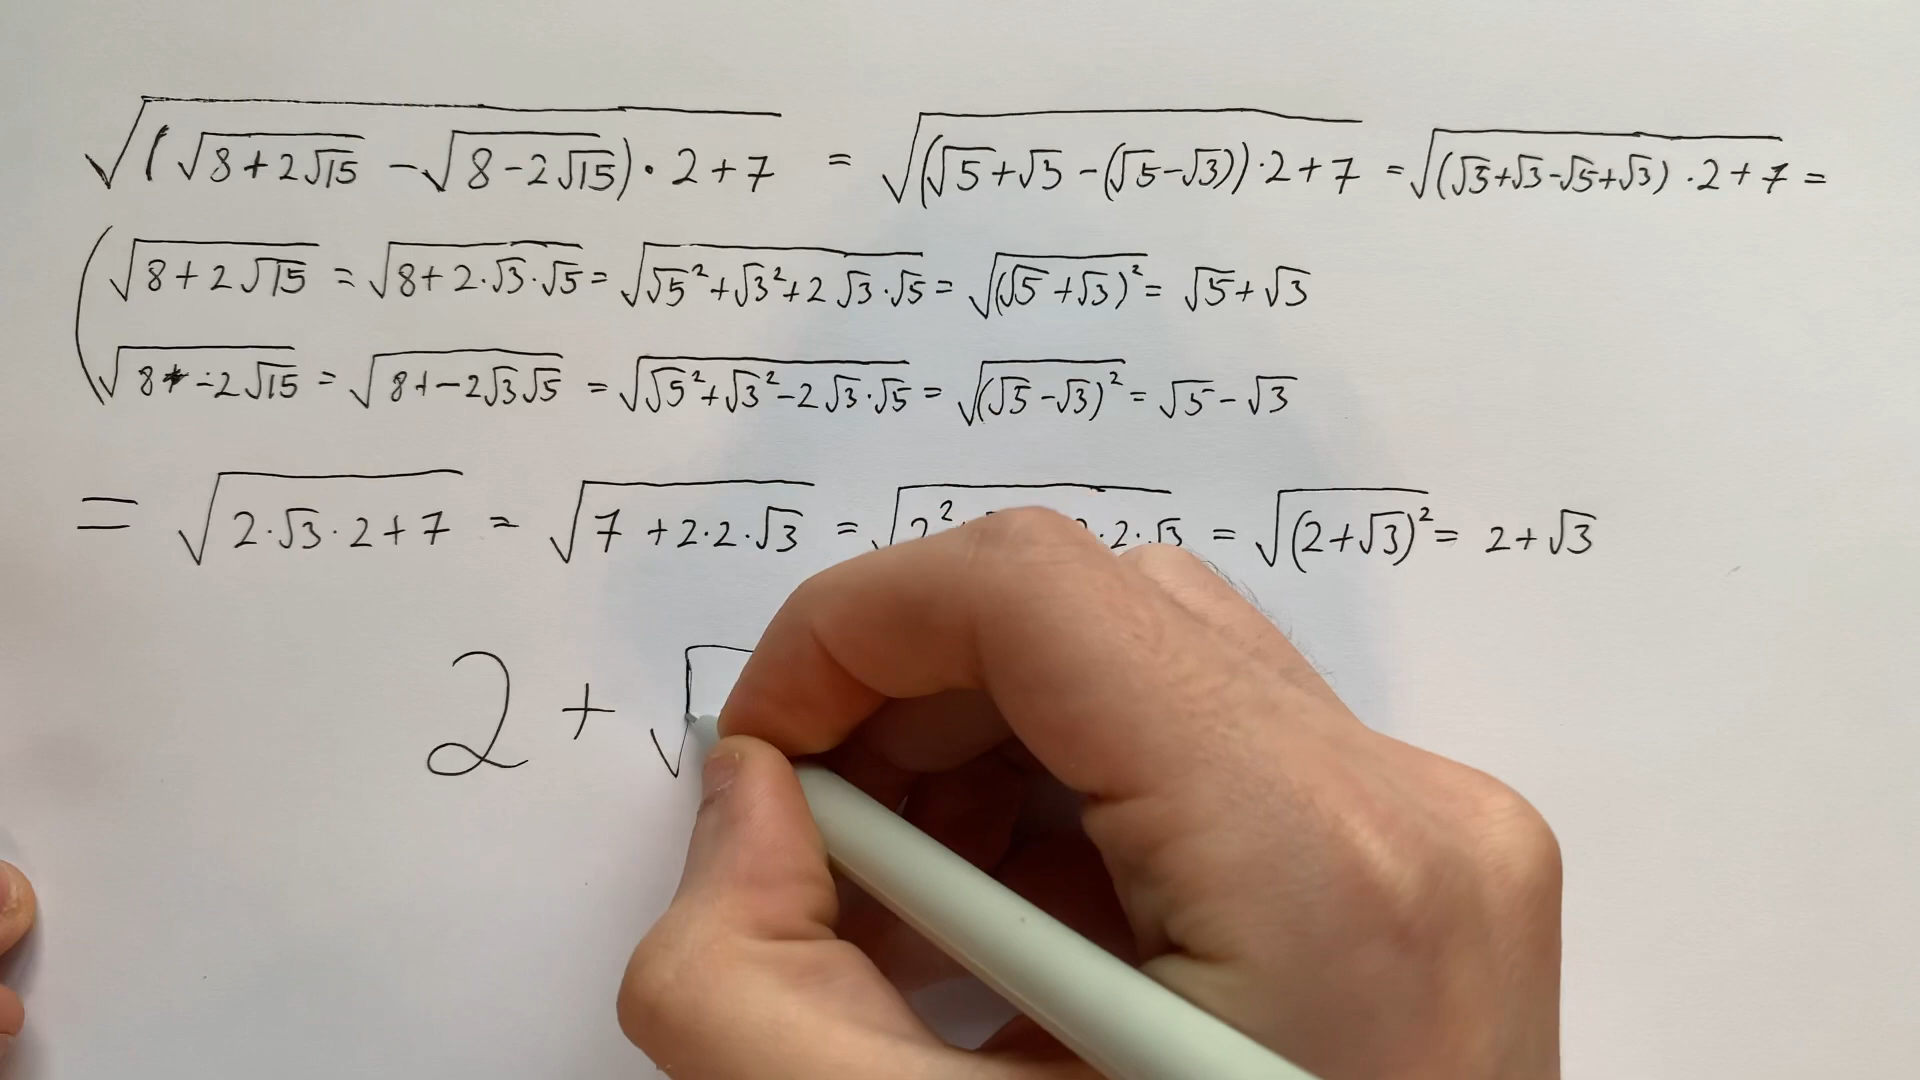 √((√(8+2√15) - √(8-2√15))·2+7) = √((√5+√3-(√5-√3))·2+7) = √((√5+√3-√5+√3)·2+7) =
(√(8+2√15) = √(8+2·√3·√5) = √(√5²+√3²+2√3·√5) = √((√5+√3)²) = √5+√3
√(8-2√15) = √(8+-2√3√5) = √(√5²+√3²-2√3·√5) = √((√5-√3)²) = √5-√3
= √(2·√3·2+7) = √(7+2·2·√3) = √(2² ·2·√3) = √((2+√3)²) = 2+√3
2+√